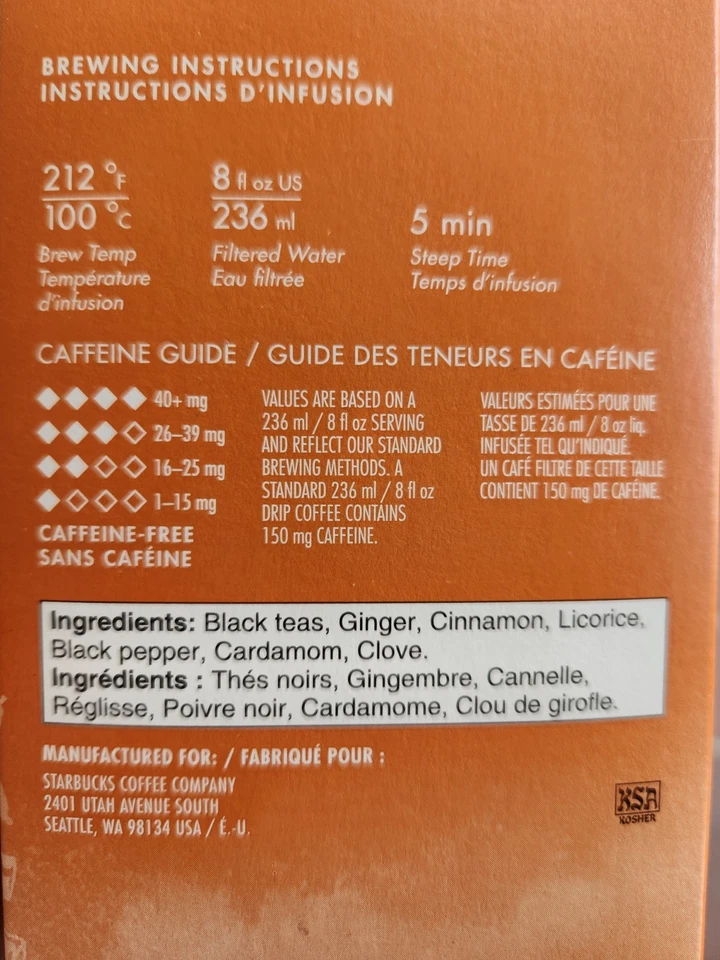 BREWING INSTRUCTIONS
INSTRUCTIONS D'INFUSION
212 °F
100 °C
Brew Temp
Température
d'infusion
8 fl oz US
236 ml
Filtered Water
Eau filtrée
5 min
Steep Time
Temps d'infusion
CAFFEINE GUIDE / GUIDE DES TENEURS EN CAFÉINE
40+ mg
26–39 mg
16–25 mg
1–15 mg
CAFFEINE-FREE
SANS CAFÉINE
VALUES ARE BASED ON A
236 ml / 8 fl oz SERVING
AND REFLECT OUR STANDARD
BREWING METHODS. A
STANDARD 236 ml / 8 fl oz
DRIP COFFEE CONTAINS
150 mg CAFFEINE.
VALEURS ESTIMÉES POUR UNE
TASSE DE 236 ml / 8 oz liq.
INFUSÉE TEL QU'INDIQUÉ.
UN CAFÉ FILTRE DE CETTE TAILLE
CONTIENT 150 mg DE CAFÉINE.
Ingredients: Black teas, Ginger, Cinnamon, Licorice,
Black pepper, Cardamom, Clove.
Ingrédients : Thés noirs, Gingembre, Cannelle,
Réglisse, Poivre noir, Cardamome, Clou de girofle.
MANUFACTURED FOR: / FABRIQUÉ POUR :
STARBUCKS COFFEE COMPANY
2401 UTAH AVENUE SOUTH
SEATTLE, WA 98134 USA / É.-U.
KSA
KOSHER